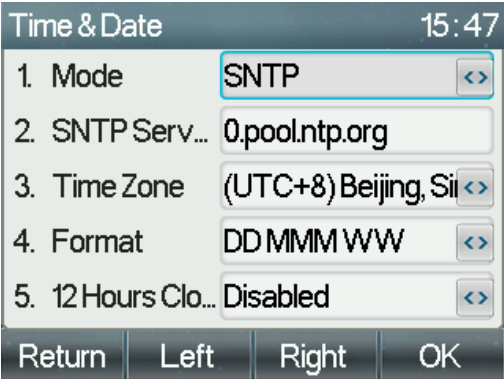 Time & Date 15:47
1. Mode SNTP
2. SNTP Serv... 0.pool.ntp.org
3. Time Zone (UTC+8) Beijing, Si
4. Format DD MMM WW
5. 12 Hours Clo... Disabled
Return Left Right OK